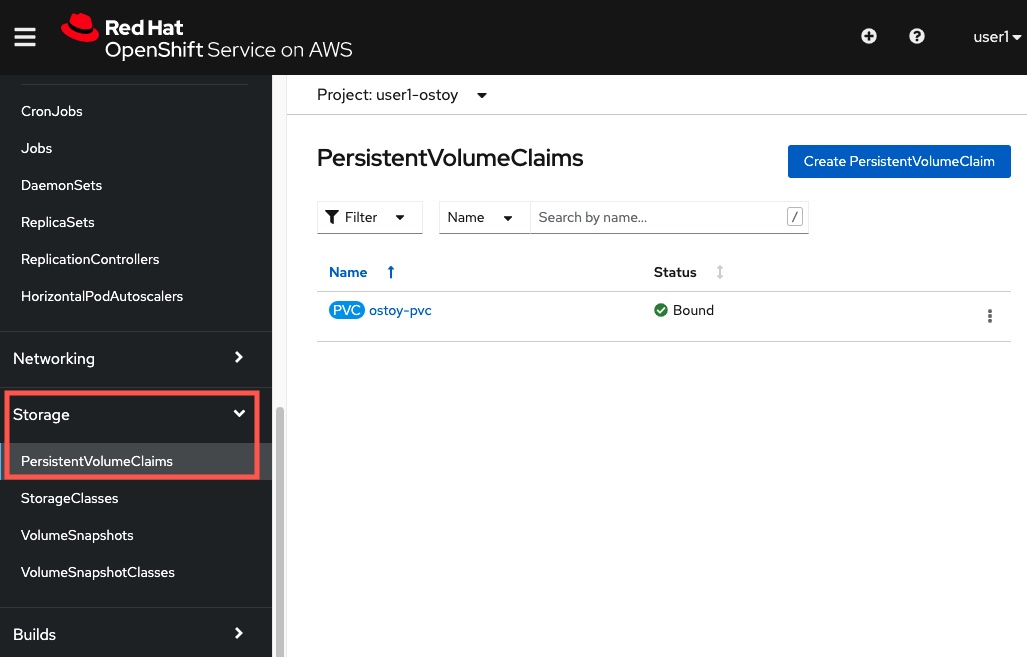 Red Hat
OpenShift Service on AWS
user1
CronJobs
Jobs
DaemonSets
ReplicaSets
ReplicationControllers
HorizontalPodAutoscalers
Networking
Storage
PersistentVolumeClaims
StorageClasses
VolumeSnapshots
VolumeSnapshotClasses
Builds
Project: user1-ostoy
PersistentVolumeClaims
Create PersistentVolumeClaim
Filter
Name
Search by name...
/
Name
Status
PVC ostoy-pvc
Bound